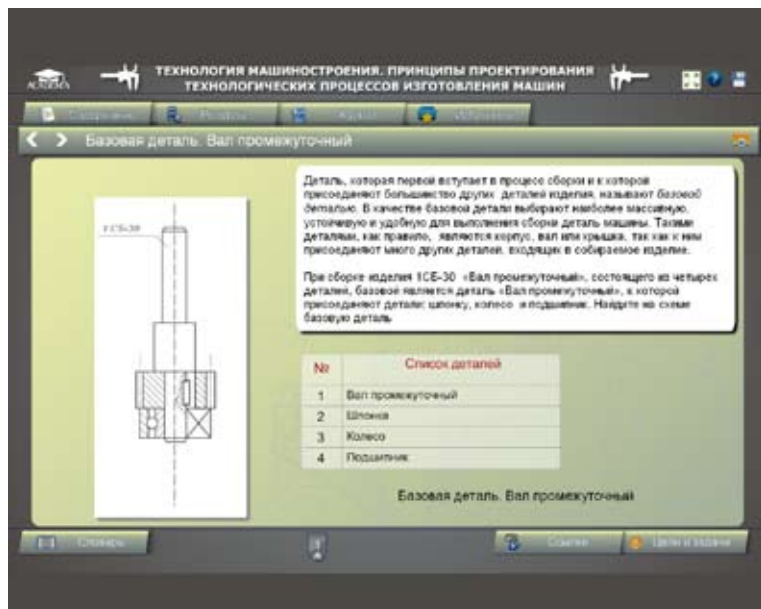 ACADEMIA
ТЕХНОЛОГИЯ МАШИНОСТРОЕНИЯ. ПРИНЦИПЫ ПРОЕКТИРОВАНИЯ
ТЕХНОЛОГИЧЕСКИХ ПРОЦЕССОВ ИЗГОТОВЛЕНИЯ МАШИН
Базовая деталь. Вал промежуточный
1СБ-30
Деталь, которая первой вступает в процесс сборки и к которой
присоединяют большинство других деталей изделия, называют базовой
деталью. В качестве базовой детали выбирают наиболее массивную,
устойчивую и удобную для выполнения сборки деталь машины. Такими
деталями, как правило, являются корпус, вал или крышка, так как к ним
присоединяют много других деталей, входящих в собираемое изделие.
При сборке изделия 1СБ-30 «Вал промежуточный», состоящего из четырех
деталей, базовой является деталь «Вал промежуточный», к которой
присоединяют детали: шпонку, колесо и подшипник. Найдите на схеме
базовую деталь
№ Список деталей
1 Вал промежуточный
2 Шпонка
3 Колесо
4 Подшипник
Базовая деталь. Вал промежуточный
Словарь
Ссылки
Цели и задачи